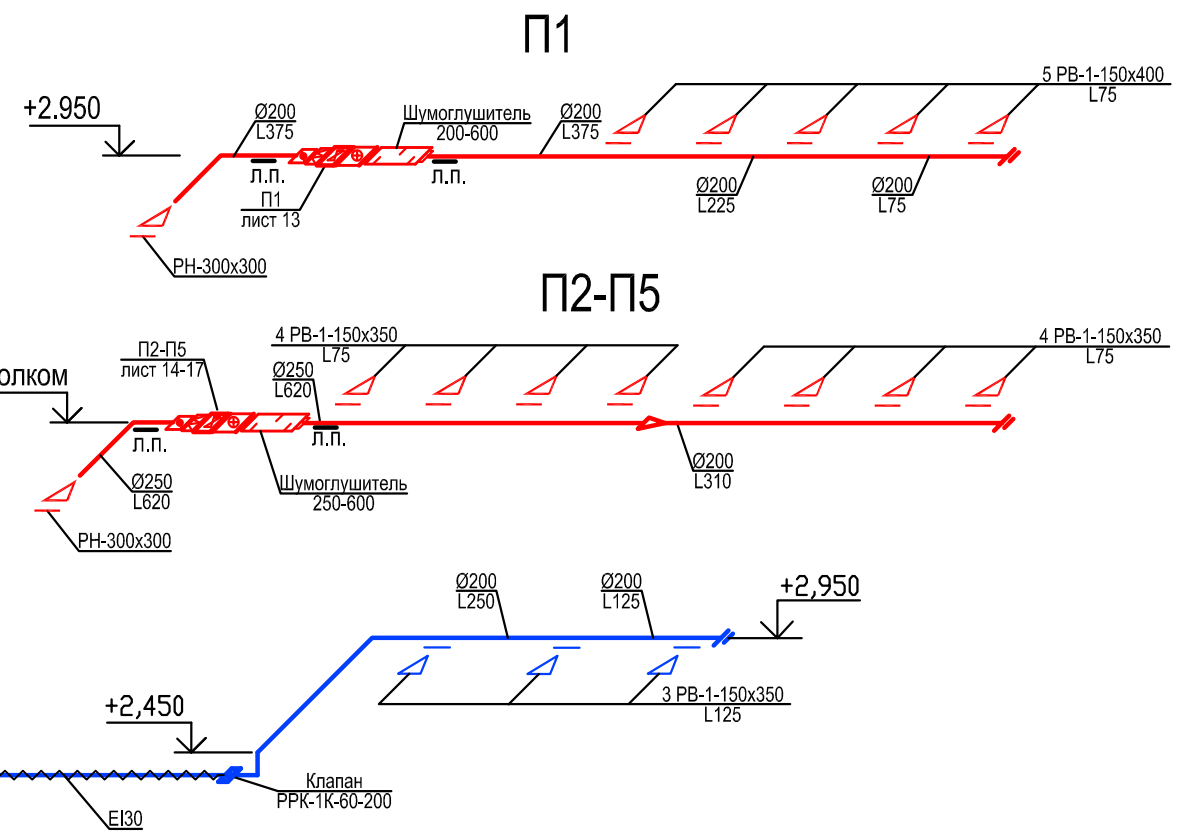 П1
+2.950
Ø200
L375
Шумоглушитель
200-600
Ø200
L375
5 РВ-1-150х400
L75
Л.П.
Л.П.
П1
лист 13
Ø200
L225
Ø200
L75
РН-300х300
П2-П5
П2-П5
лист 14-17
4 РВ-1-150х350
L75
4 РВ-1-150х350
L75
олком
Ø250
L620
Л.П.
Л.П.
Ø250
L620
Шумоглушитель
250-600
Ø200
L310
РН-300х300
Ø200
L250
Ø200
L125
+2,950
+2,450
3 РВ-1-150х350
L125
Клапан
РРК-1К-60-200
EI30